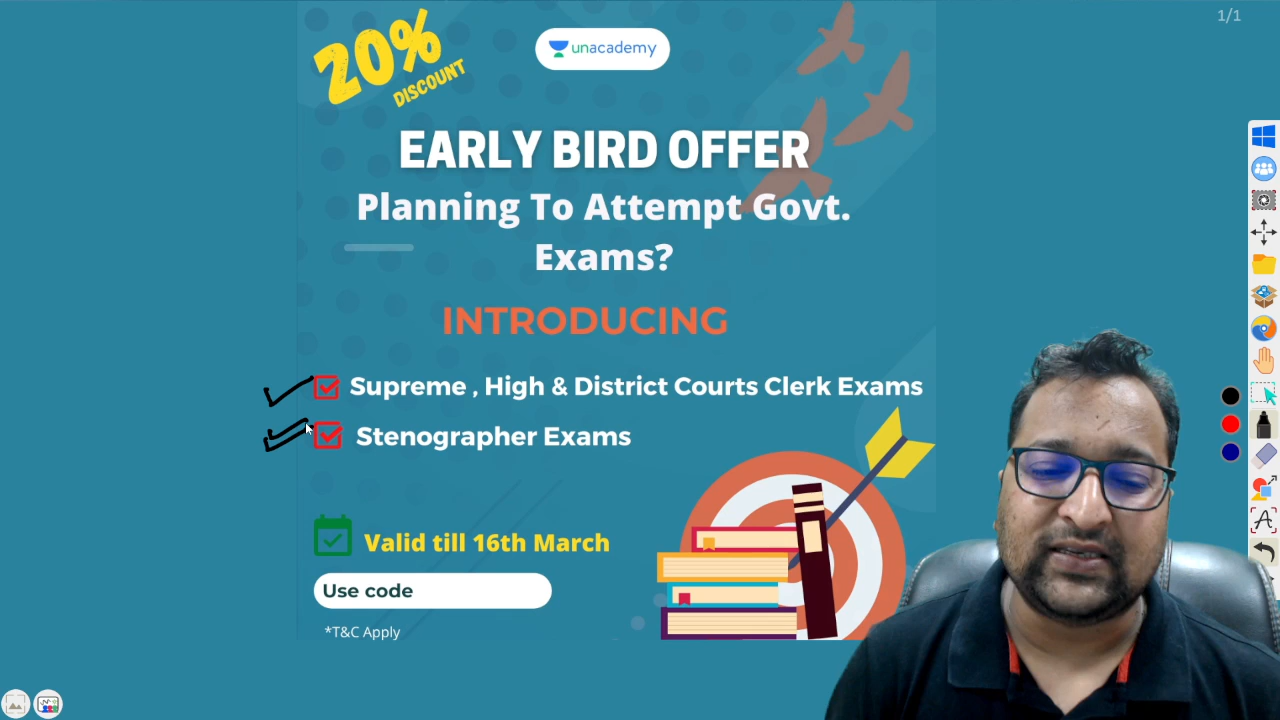 1/1
20%
DISCOUNT
unacademy
EARLY BIRD OFFER
Planning To Attempt Govt.
Exams?
INTRODUCING
Supreme , High & District Courts Clerk Exams
Stenographer Exams
Valid till 16th March
Use code
*T&C Apply